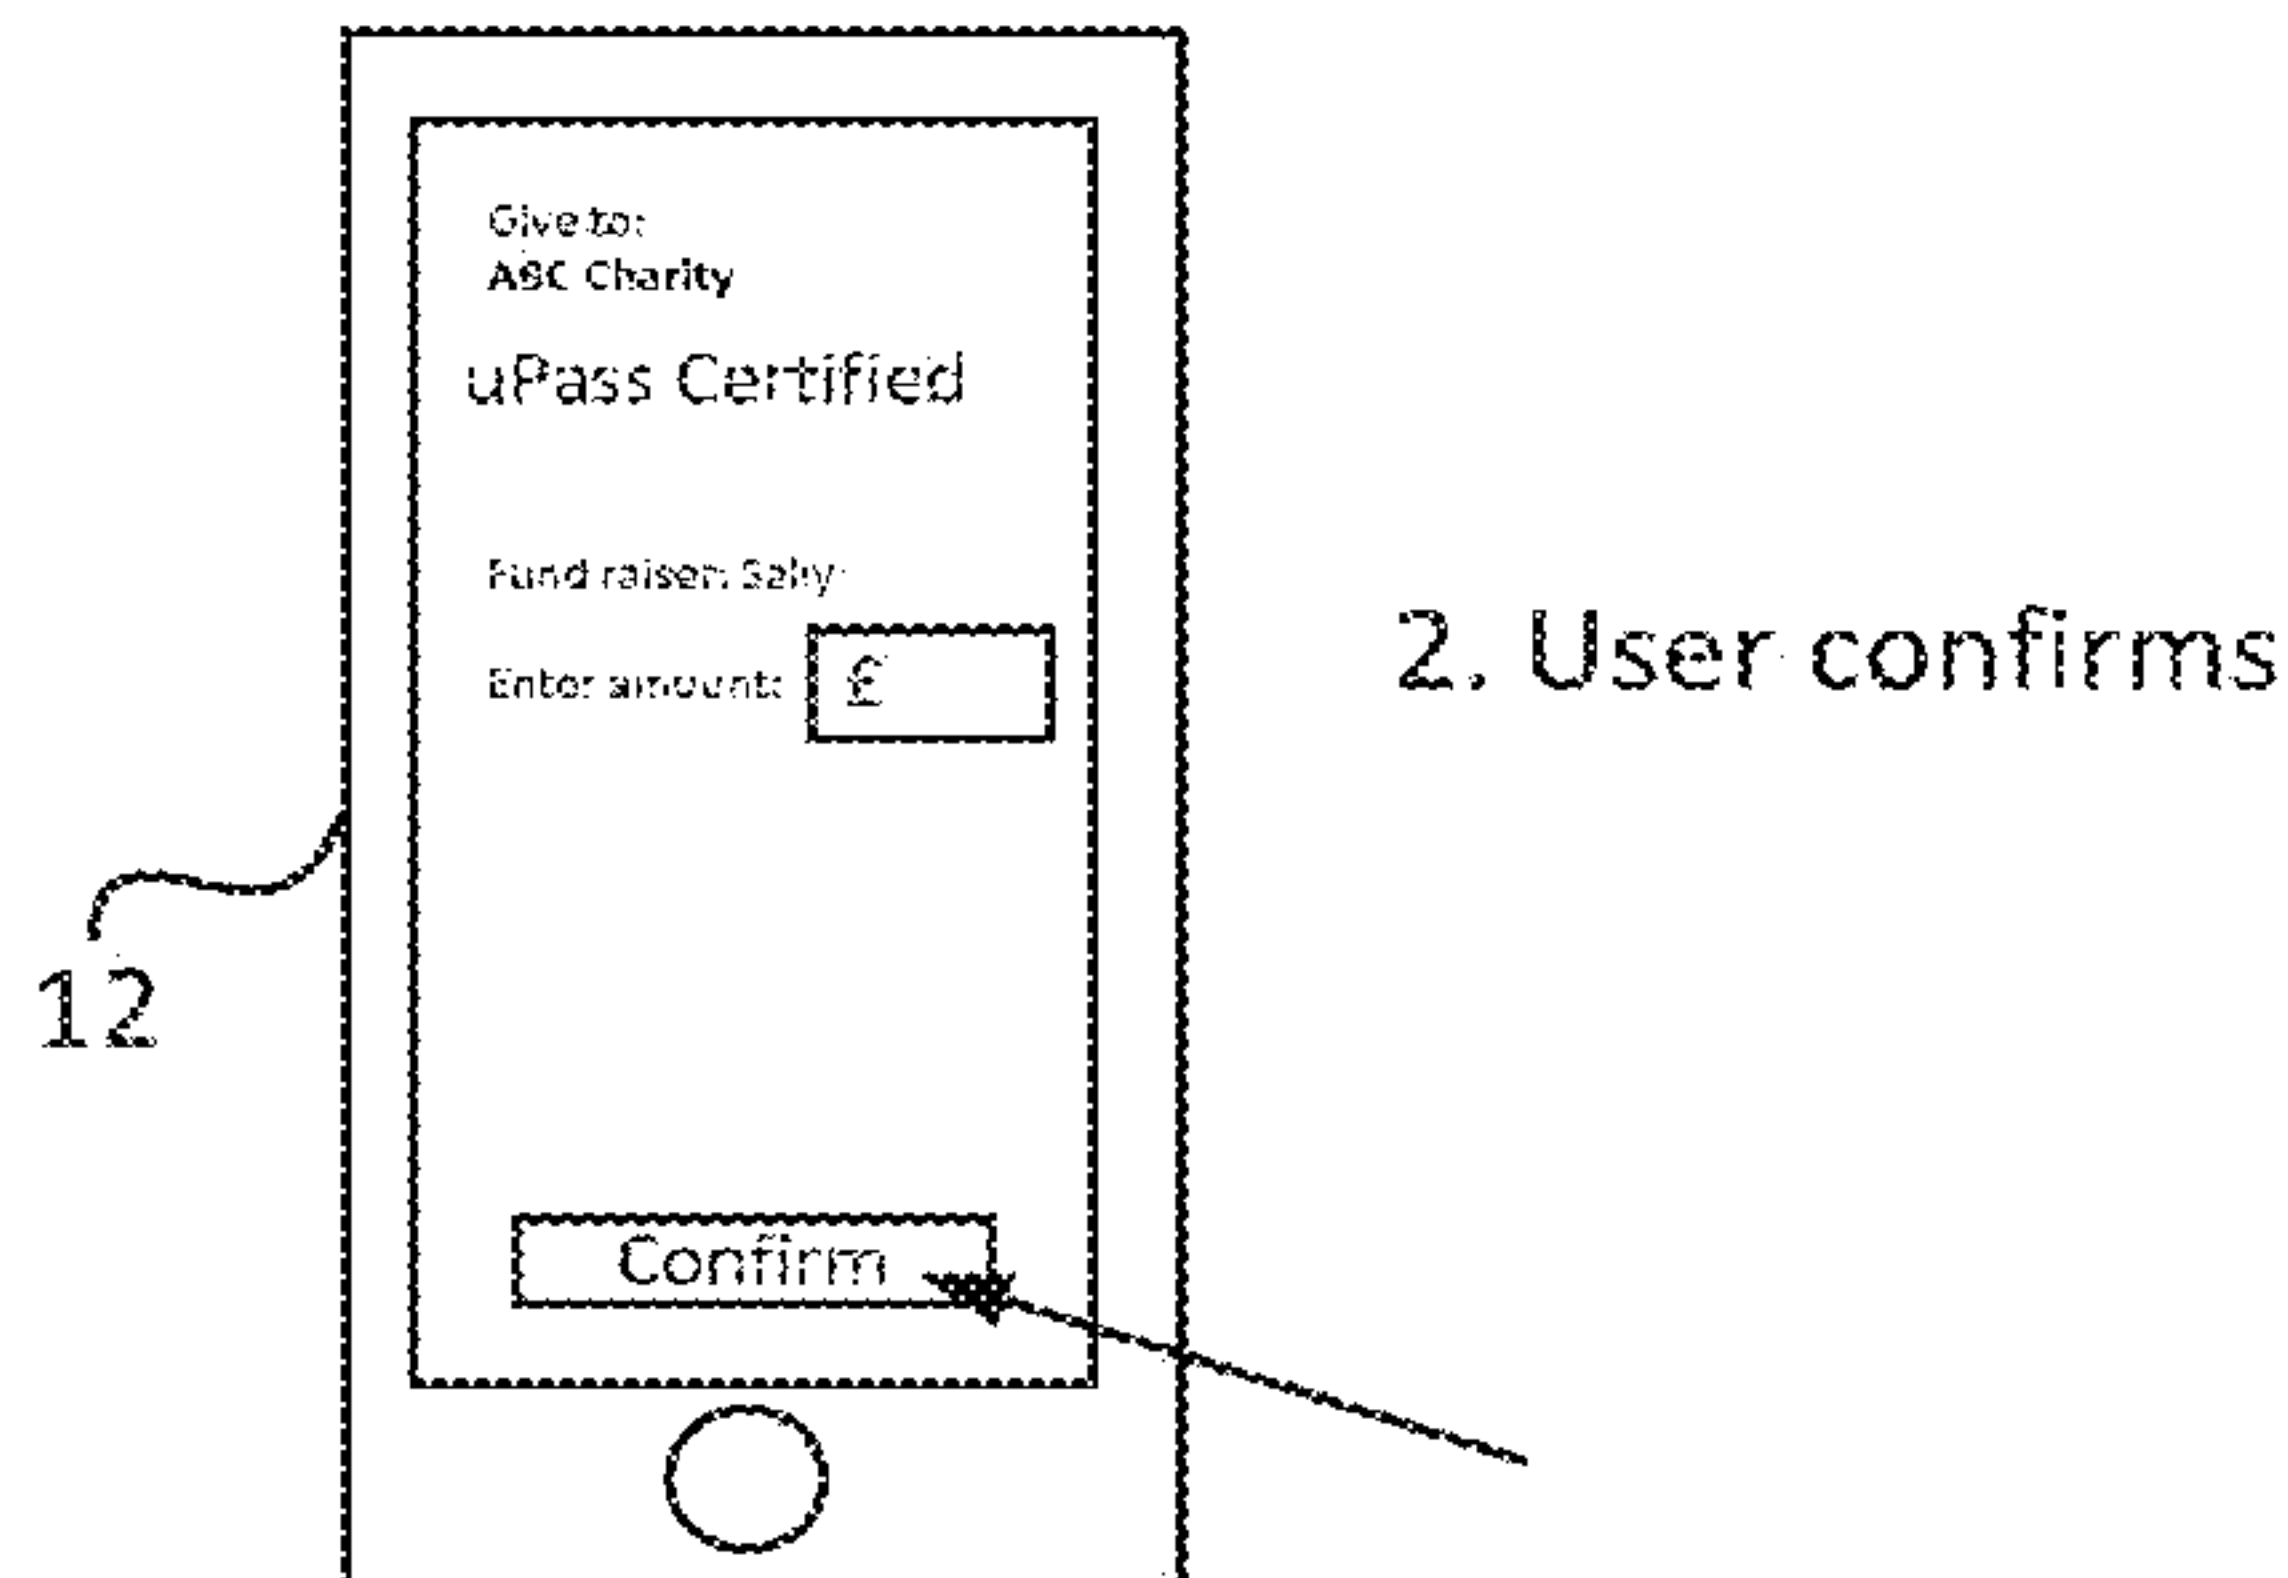 Give to:
ABC Charity
uPass Certified
Fund raiser: Sally
Enter amount: £
2. User confirms
12
Confirm